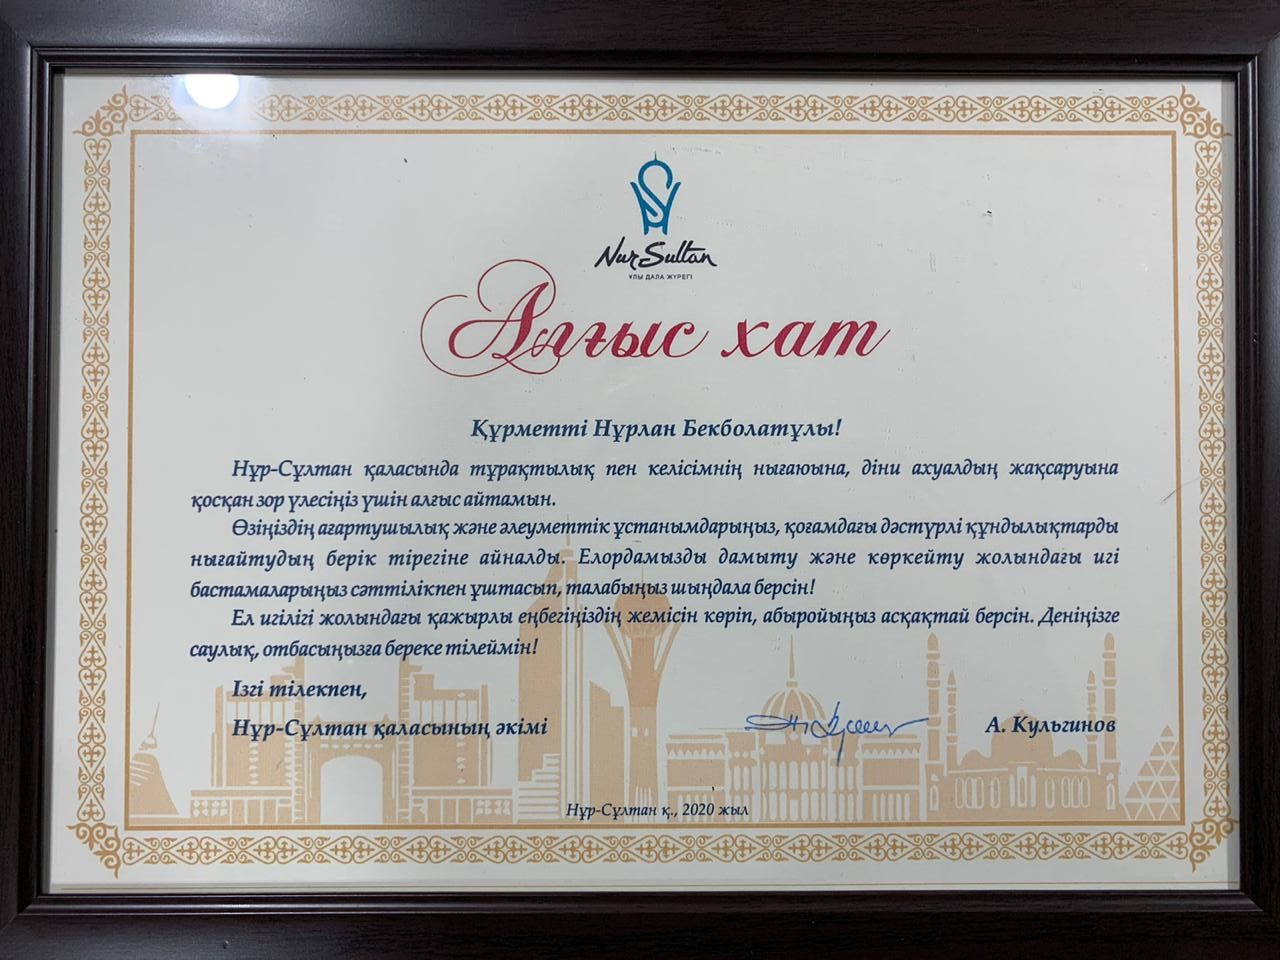 Nur Sultan
ҰЛЫ ДАЛА ЖҮРЕГІ
Алғыс хат
Құрметті Нұрлан Бекболатұлы!
Нұр-Сұлтан қаласында тұрақтылық пен келісімнің нығаюына, діни ахуалдың жақсаруына
қосқан зор үлесіңіз үшін алғыс айтамын.
Өзіңіздің ағартушылық және әлеуметтік ұстанымдарыңыз, қоғамдағы дәстүрлі құндылықтарды
нығайтудың берік тірегіне айналды. Елордамызды дамыту және көркейту жолындағы игі
бастамаларыңыз сәттілікпен ұштасып, талабыңыз шыңдала берсін!
Ел игілігі жолындағы қажырлы еңбегіңіздің жемісін көріп, абыройыңыз асқақтай берсін. Деніңізге
саулық, отбасыңызға береке тілеймін!
Ізгі тілекпен,
Нұр-Сұлтан қаласының әкімі А. Кульгинов
Нұр-Сұлтан қ., 2020 жыл